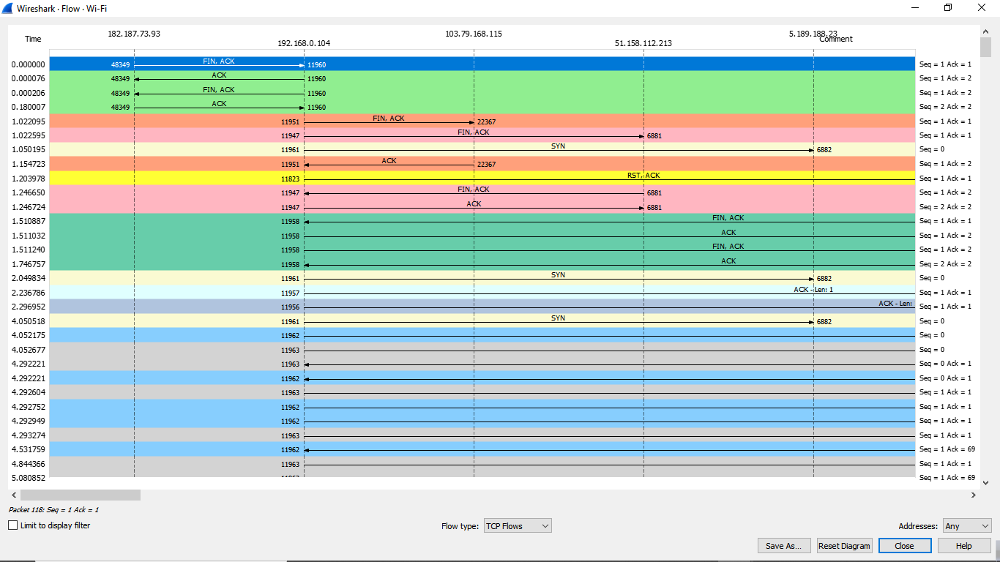 Wireshark · Flow · Wi-Fi
182.187.73.93 103.79.168.115 5.189.188.23
Time 192.168.0.104 51.158.112.213 Comment
0.000000 48349 FIN, ACK 11960 Seq = 1 Ack = 1
0.000076 48349 ACK 11960 Seq = 1 Ack = 2
0.000206 48349 FIN, ACK 11960 Seq = 1 Ack = 2
0.180007 48349 ACK 11960 Seq = 2 Ack = 2
1.022095 11951 FIN, ACK 22367 Seq = 1 Ack = 1
1.022595 11947 FIN, ACK 6881 Seq = 1 Ack = 1
1.050195 11961 SYN 6882 Seq = 0
1.154723 11951 ACK 22367 Seq = 1 Ack = 2
1.203978 11823 RST, ACK Seq = 1 Ack = 1
1.246650 11947 FIN, ACK 6881 Seq = 1 Ack = 2
1.246724 11947 ACK 6881 Seq = 2 Ack = 2
1.510887 11958 FIN, ACK Seq = 1 Ack = 1
1.511032 11958 ACK Seq = 1 Ack = 2
1.511240 11958 FIN, ACK Seq = 1 Ack = 2
1.746757 11958 ACK Seq = 2 Ack = 2
2.049834 11961 SYN 6882 Seq = 0
2.236786 11957 ACK - Len: 1 Seq = 1 Ack = 1
2.296952 11956 ACK - Len: Seq = 1 Ack = 1
4.050518 11961 SYN 6882 Seq = 0
4.052175 11962 Seq = 0
4.052677 11963 Seq = 0
4.292221 11963 Seq = 0 Ack = 1
4.292221 11962 Seq = 0 Ack = 1
4.292604 11963 Seq = 1 Ack = 1
4.292752 11962 Seq = 1 Ack = 1
4.292949 11962 Seq = 1 Ack = 1
4.293274 11963 Seq = 1 Ack = 1
4.531759 11962 Seq = 1 Ack = 69
4.844366 11963 Seq = 1 Ack = 1
5.080852 Seq = 1 Ack = 69
Packet 118: Seq = 1 Ack = 1
Limit to display filter Flow type: TCP Flows Addresses: Any
Save As... Reset Diagram Close Help